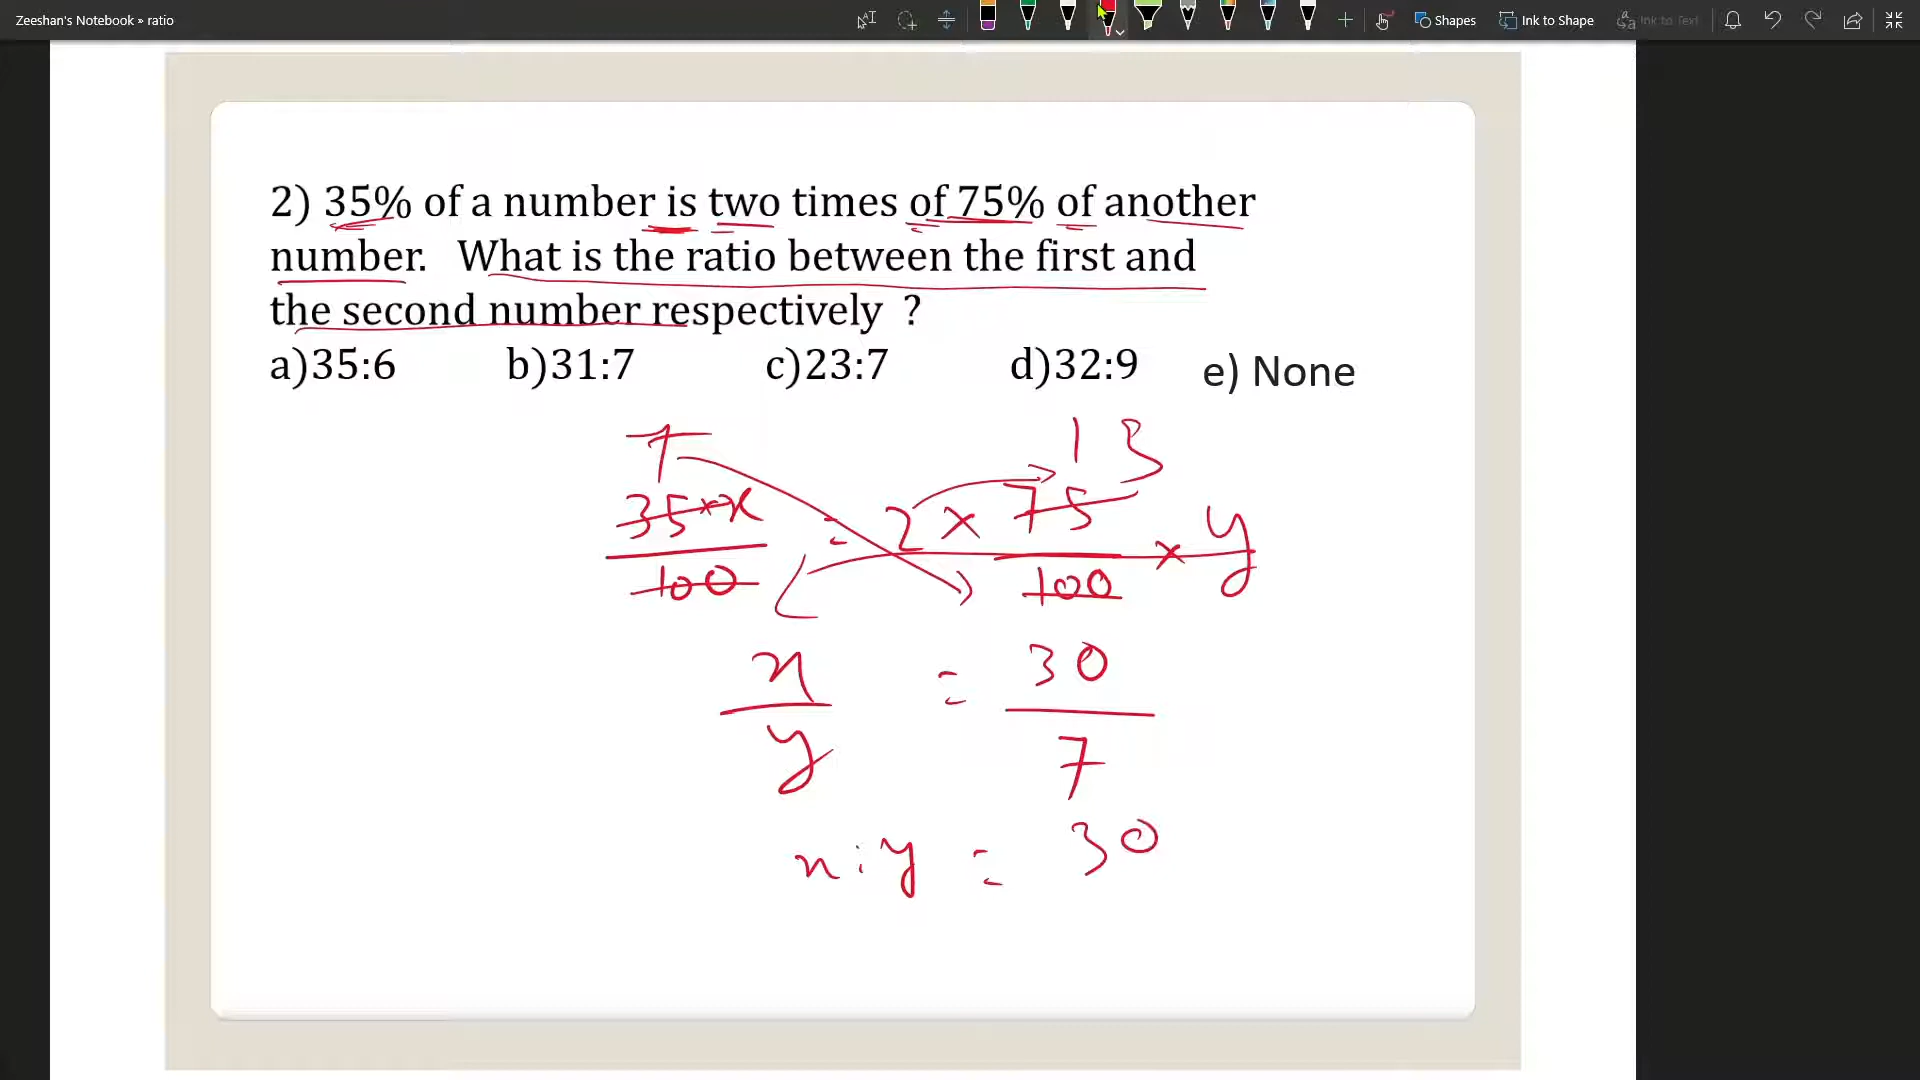 Zeeshan's Notebook » ratio
Shapes Ink to Shape Ink to Text
2) 35% of a number is two times of 75% of another
number. What is the ratio between the first and
the second number respectively ?
a)35:6 b)31:7 c)23:7 d)32:9 e) None
7 15
35×x = 2 × 75 × y
100 100
x = 30
y 7
x:y = 30